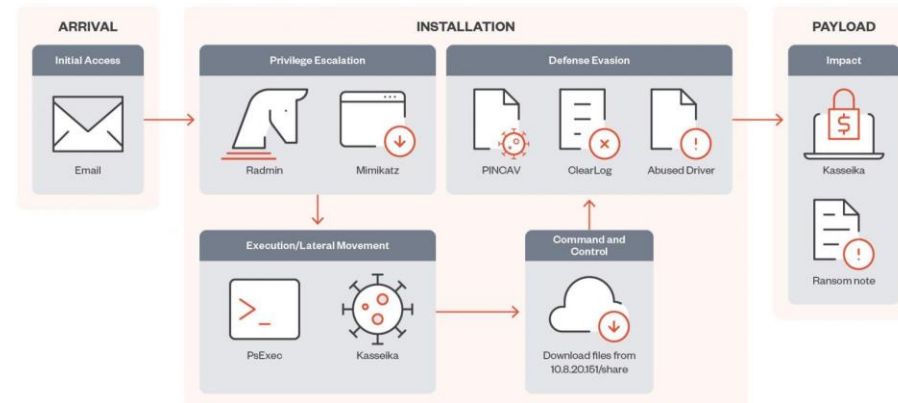 ARRIVAL
INSTALLATION
PAYLOAD
Initial Access
Privilege Escalation
Defense Evasion
Impact
$
Email
Radmin
Mimikatz
PINCAV
ClearLog
Abused Driver
Kasseika
Execution/Lateral Movement
Command and
Control
Ransom note
>_
PsExec
Kasseika
Download files from
10.8.20.151/share